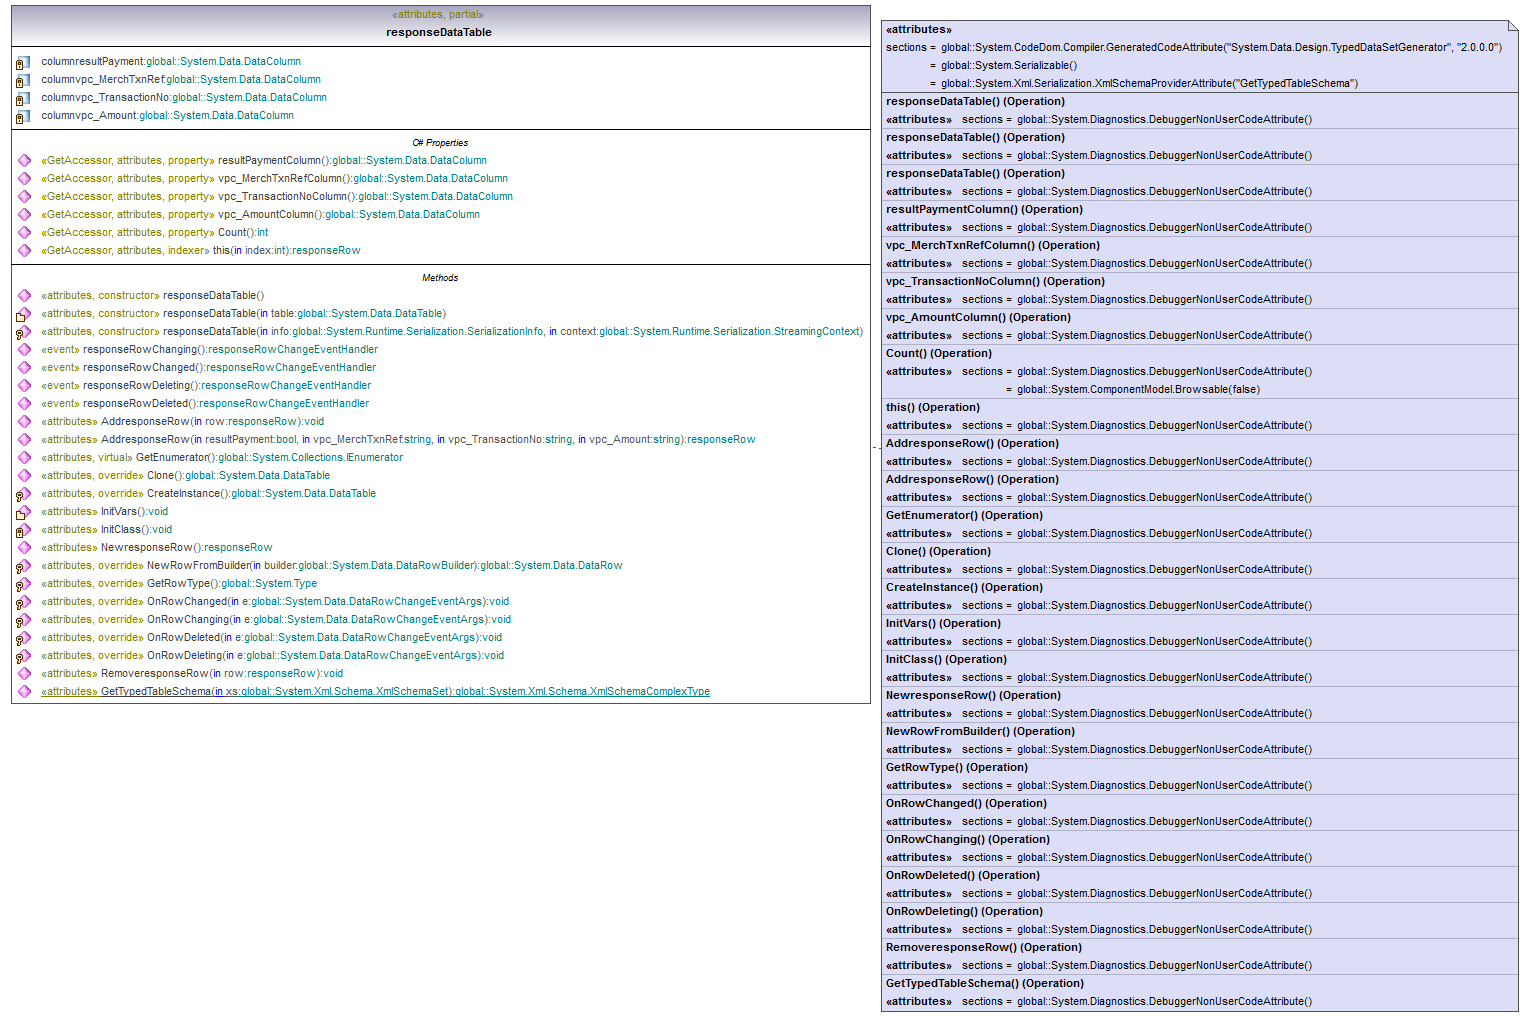 «attributes, partial»
responseDataTable
columnresultPayment:global::System.Data.DataColumn
columnvpc_MerchTxnRef:global::System.Data.DataColumn
columnvpc_TransactionNo:global::System.Data.DataColumn
columnvpc_Amount:global::System.Data.DataColumn
C# Properties
«GetAccessor, attributes, property» resultPaymentColumn():global::System.Data.DataColumn
«GetAccessor, attributes, property» vpc_MerchTxnRefColumn():global::System.Data.DataColumn
«GetAccessor, attributes, property» vpc_TransactionNoColumn():global::System.Data.DataColumn
«GetAccessor, attributes, property» vpc_AmountColumn():global::System.Data.DataColumn
«GetAccessor, attributes, property» Count():int
«GetAccessor, attributes, indexer» this(in index:int):responseRow
Methods
«attributes, constructor» responseDataTable()
«attributes, constructor» responseDataTable(in table:global::System.Data.DataTable)
«attributes, constructor» responseDataTable(in info:global::System.Runtime.Serialization.SerializationInfo, in context:global::System.Runtime.Serialization.StreamingContext)
«event» responseRowChanging():responseRowChangeEventHandler
«event» responseRowChanged():responseRowChangeEventHandler
«event» responseRowDeleting():responseRowChangeEventHandler
«event» responseRowDeleted():responseRowChangeEventHandler
«attributes» AddresponseRow(in row:responseRow):void
«attributes» AddresponseRow(in resultPayment:bool, in vpc_MerchTxnRef:string, in vpc_TransactionNo:string, in vpc_Amount:string):responseRow
«attributes, virtual» GetEnumerator():global::System.Collections.IEnumerator
«attributes, override» Clone():global::System.Data.DataTable
«attributes, override» CreateInstance():global::System.Data.DataTable
«attributes» InitVars():void
«attributes» InitClass():void
«attributes» NewresponseRow():responseRow
«attributes, override» NewRowFromBuilder(in builder:global::System.Data.DataRowBuilder):global::System.Data.DataRow
«attributes, override» GetRowType():global::System.Type
«attributes, override» OnRowChanged(in e:global::System.Data.DataRowChangeEventArgs):void
«attributes, override» OnRowChanging(in e:global::System.Data.DataRowChangeEventArgs):void
«attributes, override» OnRowDeleted(in e:global::System.Data.DataRowChangeEventArgs):void
«attributes, override» OnRowDeleting(in e:global::System.Data.DataRowChangeEventArgs):void
«attributes» RemoveresponseRow(in row:responseRow):void
«attributes» GetTypedTableSchema(in xs:global::System.Xml.Schema.XmlSchemaSet):global::System.Xml.Schema.XmlSchemaComplexType
«attributes»
sections = global::System.CodeDom.Compiler.GeneratedCodeAttribute("System.Data.Design.TypedDataSetGenerator", "2.0.0.0")
= global::System.Serializable()
= global::System.Xml.Serialization.XmlSchemaProviderAttribute("GetTypedTableSchema")
responseDataTable() (Operation)
«attributes» sections = global::System.Diagnostics.DebuggerNonUserCodeAttribute()
responseDataTable() (Operation)
«attributes» sections = global::System.Diagnostics.DebuggerNonUserCodeAttribute()
responseDataTable() (Operation)
«attributes» sections = global::System.Diagnostics.DebuggerNonUserCodeAttribute()
resultPaymentColumn() (Operation)
«attributes» sections = global::System.Diagnostics.DebuggerNonUserCodeAttribute()
vpc_MerchTxnRefColumn() (Operation)
«attributes» sections = global::System.Diagnostics.DebuggerNonUserCodeAttribute()
vpc_TransactionNoColumn() (Operation)
«attributes» sections = global::System.Diagnostics.DebuggerNonUserCodeAttribute()
vpc_AmountColumn() (Operation)
«attributes» sections = global::System.Diagnostics.DebuggerNonUserCodeAttribute()
Count() (Operation)
«attributes» sections = global::System.Diagnostics.DebuggerNonUserCodeAttribute()
= global::System.ComponentModel.Browsable(false)
this() (Operation)
«attributes» sections = global::System.Diagnostics.DebuggerNonUserCodeAttribute()
AddresponseRow() (Operation)
«attributes» sections = global::System.Diagnostics.DebuggerNonUserCodeAttribute()
AddresponseRow() (Operation)
«attributes» sections = global::System.Diagnostics.DebuggerNonUserCodeAttribute()
GetEnumerator() (Operation)
«attributes» sections = global::System.Diagnostics.DebuggerNonUserCodeAttribute()
Clone() (Operation)
«attributes» sections = global::System.Diagnostics.DebuggerNonUserCodeAttribute()
CreateInstance() (Operation)
«attributes» sections = global::System.Diagnostics.DebuggerNonUserCodeAttribute()
InitVars() (Operation)
«attributes» sections = global::System.Diagnostics.DebuggerNonUserCodeAttribute()
InitClass() (Operation)
«attributes» sections = global::System.Diagnostics.DebuggerNonUserCodeAttribute()
NewresponseRow() (Operation)
«attributes» sections = global::System.Diagnostics.DebuggerNonUserCodeAttribute()
NewRowFromBuilder() (Operation)
«attributes» sections = global::System.Diagnostics.DebuggerNonUserCodeAttribute()
GetRowType() (Operation)
«attributes» sections = global::System.Diagnostics.DebuggerNonUserCodeAttribute()
OnRowChanged() (Operation)
«attributes» sections = global::System.Diagnostics.DebuggerNonUserCodeAttribute()
OnRowChanging() (Operation)
«attributes» sections = global::System.Diagnostics.DebuggerNonUserCodeAttribute()
OnRowDeleted() (Operation)
«attributes» sections = global::System.Diagnostics.DebuggerNonUserCodeAttribute()
OnRowDeleting() (Operation)
«attributes» sections = global::System.Diagnostics.DebuggerNonUserCodeAttribute()
RemoveresponseRow() (Operation)
«attributes» sections = global::System.Diagnostics.DebuggerNonUserCodeAttribute()
GetTypedTableSchema() (Operation)
«attributes» sections = global::System.Diagnostics.DebuggerNonUserCodeAttribute()